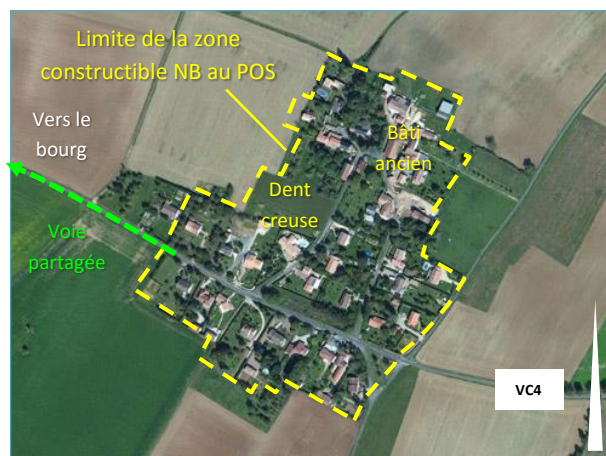 Limite de la zone
constructible NB au POS
Vers le
bourg
Bâti
ancien
Dent
creuse
Voie
partagée
VC4